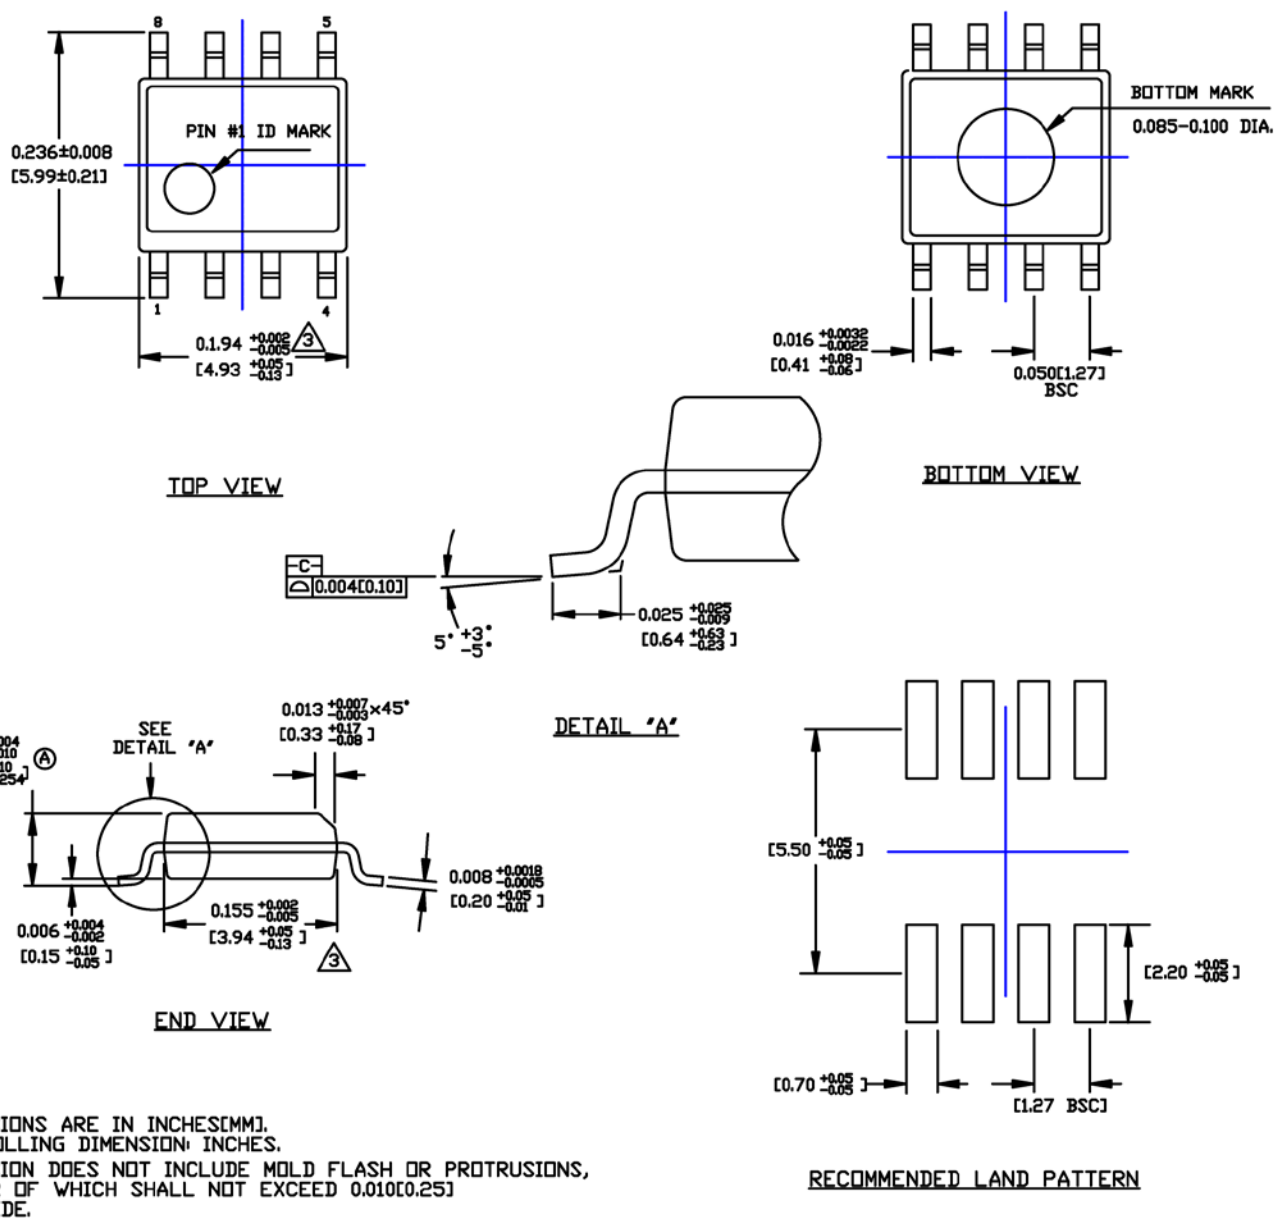 8
5
PIN #1 ID MARK
0.236±0.008
[5.99±0.21]
1
4
0.1.94 +0.002 -0.005
3
[4.93 +0.05 -0.13 ]
TOP VIEW
BOTTOM MARK
0.085-0.100 DIA.
0.016 +0.0032 -0.0022
[0.41 +0.08 -0.06 ]
0.050[1.27]
BSC
BOTTOM VIEW
-C-
0.004[0.10]
5° +3° -5°
0.025 +0.025 -0.009
[0.64 +0.63 -0.23 ]
DETAIL "A"
SEE
DETAIL "A"
0.013 +0.007 -0.003 ×45°
[0.33 +0.17 -0.08 ]
A
0.008 +0.0018 -0.0005
[0.20 +0.05 -0.01 ]
0.006 +0.004 -0.002
[0.15 +0.10 -0.05 ]
0.155 +0.002 -0.005
[3.94 +0.05 -0.13 ]
3
END VIEW
[5.50 +0.05 -0.05 ]
[2.20 +0.05 -0.05 ]
[0.70 +0.05 -0.05 ]
[1.27 BSC]
RECOMMENDED LAND PATTERN
IONS ARE IN INCHES[MM].
OLLING DIMENSION: INCHES.
ION DOES NOT INCLUDE MOLD FLASH OR PROTRUSIONS,
OF WHICH SHALL NOT EXCEED 0.010[0.25]
DE.